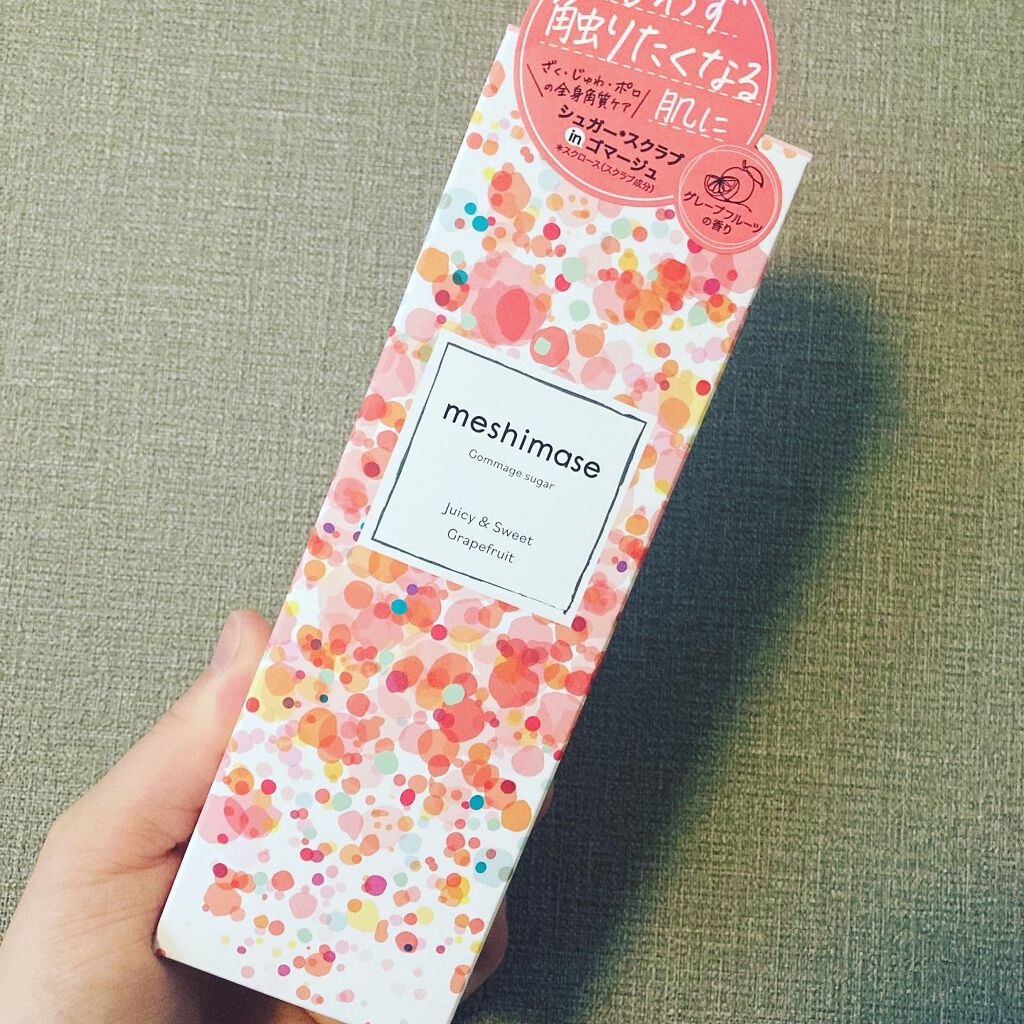 触りたくなる
肌に
ざく・じゅわ・ポロ
の全身角質ケア
シュガー*スクラブ
in ゴマージュ
*スクロース(スクラブ成分)
グレープフルーツ
の香り
meshimase
Gommage sugar
Juicy & Sweet
Grapefruit